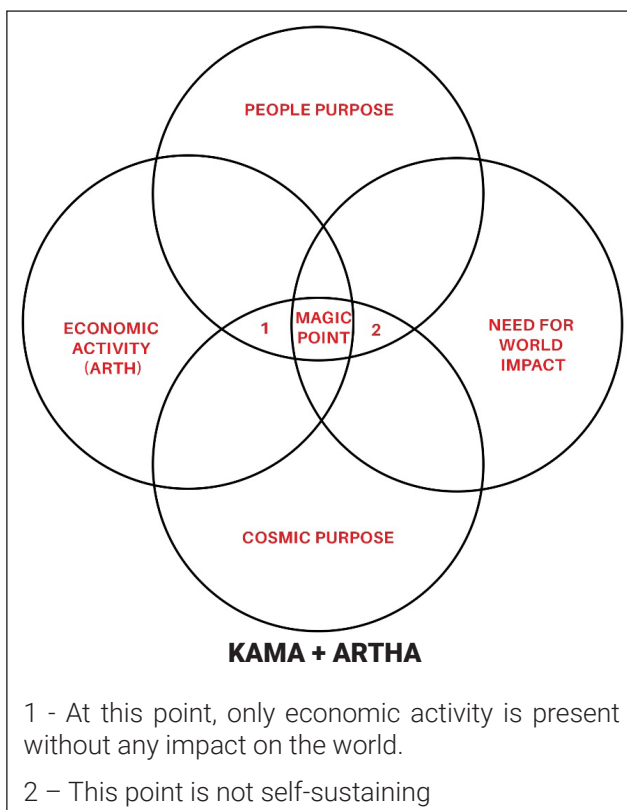 PEOPLE PURPOSE
ECONOMIC
ACTIVITY
(ARTH)
1
MAGIC
POINT
2
NEED FOR
WORLD
IMPACT
COSMIC PURPOSE
KAMA + ARTHA
1 - At this point, only economic activity is present
without any impact on the world.
2 – This point is not self-sustaining